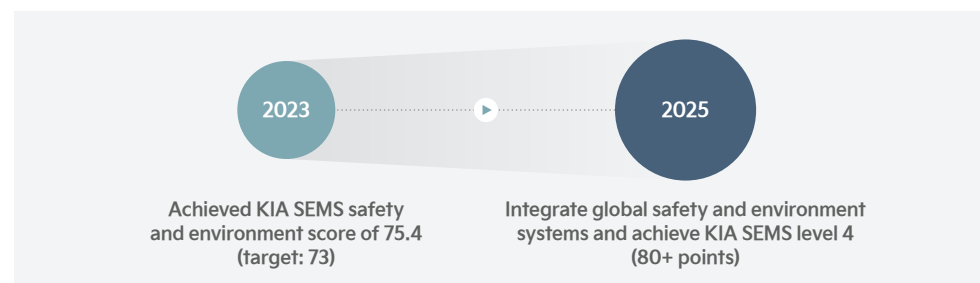 2023
2025
Achieved KIA SEMS safety
and environment score of 75.4
(target: 73)
Integrate global safety and environment
systems and achieve KIA SEMS level 4
(80+ points)